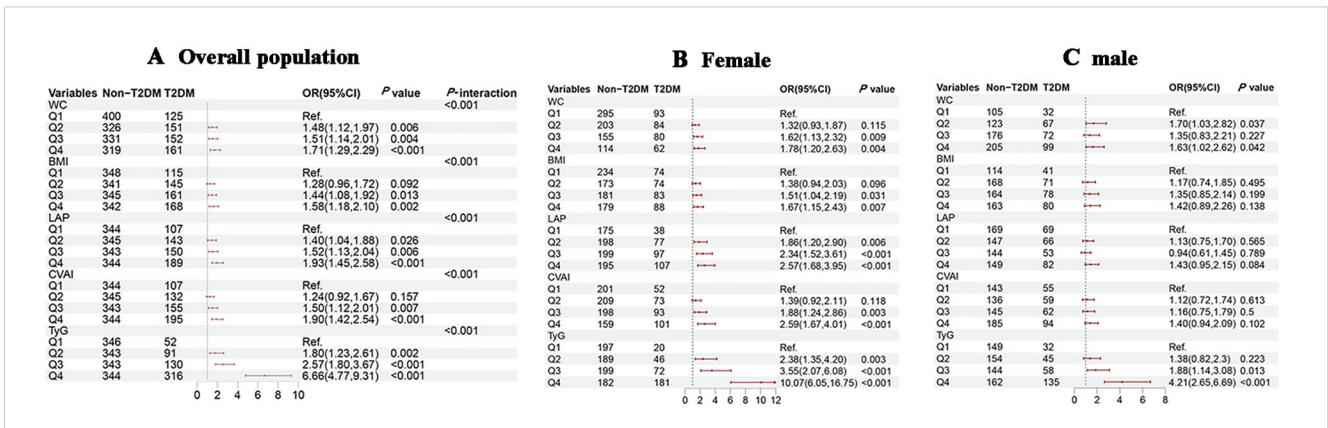 A Overall population
Variables Non−T2DM T2DM OR(95%CI) P value P-interaction
WC <0.001
Q1 400 125 Ref.
Q2 326 151 1.48(1.12,1.97) 0.006
Q3 331 152 1.51(1.14,2.01) 0.004
Q4 319 161 1.71(1.29,2.29) <0.001
BMI <0.001
Q1 348 115 Ref.
Q2 341 145 1.28(0.96,1.72) 0.092
Q3 345 161 1.44(1.08,1.92) 0.013
Q4 342 168 1.58(1.18,2.10) 0.002
LAP <0.001
Q1 344 107 Ref.
Q2 345 143 1.40(1.04,1.88) 0.026
Q3 343 150 1.52(1.13,2.04) 0.006
Q4 344 189 1.93(1.45,2.58) <0.001
CVAI <0.001
Q1 344 107 Ref.
Q2 345 132 1.24(0.92,1.67) 0.157
Q3 343 155 1.50(1.12,2.01) 0.007
Q4 344 195 1.90(1.42,2.54) <0.001
TyG <0.001
Q1 346 52 Ref.
Q2 343 91 1.80(1.23,2.61) 0.002
Q3 343 130 2.57(1.80,3.67) <0.001
Q4 344 316 6.66(4.77,9.31) <0.001
0 2 4 6 8 10
B Female
Variables Non−T2DM T2DM OR(95%CI) P value
WC
Q1 295 93 Ref.
Q2 203 84 1.32(0.93,1.87) 0.115
Q3 155 80 1.62(1.13,2.32) 0.009
Q4 114 62 1.78(1.20,2.63) 0.004
BMI
Q1 234 74 Ref.
Q2 173 74 1.38(0.94,2.03) 0.096
Q3 181 83 1.51(1.04,2.19) 0.031
Q4 179 88 1.67(1.15,2.43) 0.007
LAP
Q1 175 38 Ref.
Q2 198 77 1.86(1.20,2.90) 0.006
Q3 199 97 2.34(1.52,3.61) <0.001
Q4 195 107 2.57(1.68,3.95) <0.001
CVAI
Q1 201 52 Ref.
Q2 209 73 1.39(0.92,2.11) 0.118
Q3 198 93 1.88(1.24,2.86) 0.003
Q4 159 101 2.59(1.67,4.01) <0.001
TyG
Q1 197 20 Ref.
Q2 189 46 2.38(1.35,4.20) 0.003
Q3 199 72 3.55(2.07,6.08) <0.001
Q4 182 181 10.07(6.05,16.75) <0.001
0 2 4 6 8 10 12
C male
Variables Non−T2DM T2DM OR(95%CI) P value
WC
Q1 105 32 Ref.
Q2 123 67 1.70(1.03,2.82) 0.037
Q3 176 72 1.35(0.83,2.21) 0.227
Q4 205 99 1.63(1.02,2.62) 0.042
BMI
Q1 114 41 Ref.
Q2 168 71 1.17(0.74,1.85) 0.495
Q3 164 78 1.35(0.85,2.14) 0.199
Q4 163 80 1.42(0.89,2.26) 0.138
LAP
Q1 169 69 Ref.
Q2 147 66 1.13(0.75,1.70) 0.565
Q3 144 53 0.94(0.61,1.45) 0.789
Q4 149 82 1.43(0.95,2.15) 0.084
CVAI
Q1 143 55 Ref.
Q2 136 59 1.12(0.72,1.74) 0.613
Q3 145 62 1.16(0.75,1.79) 0.5
Q4 185 94 1.40(0.94,2.09) 0.102
TyG
Q1 149 32 Ref.
Q2 154 45 1.38(0.82,2.3) 0.223
Q3 144 58 1.88(1.14,3.08) 0.013
Q4 162 135 4.21(2.65,6.69) <0.001
0 2 4 6 8